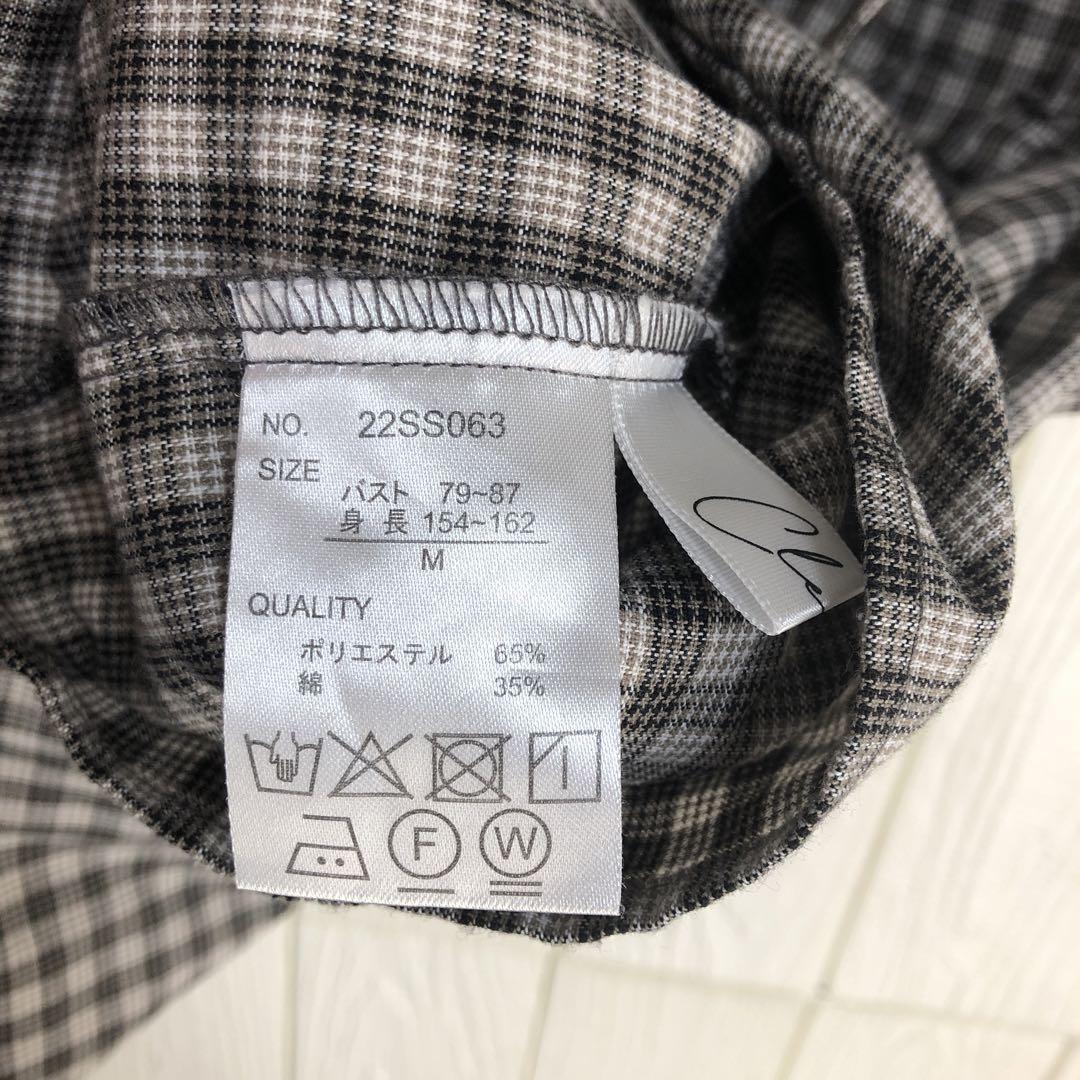 NO. 22SS063
SIZE
バスト 79~87
身長 154~162
M
QUALITY
ポリエステル 65%
綿 35%
F W